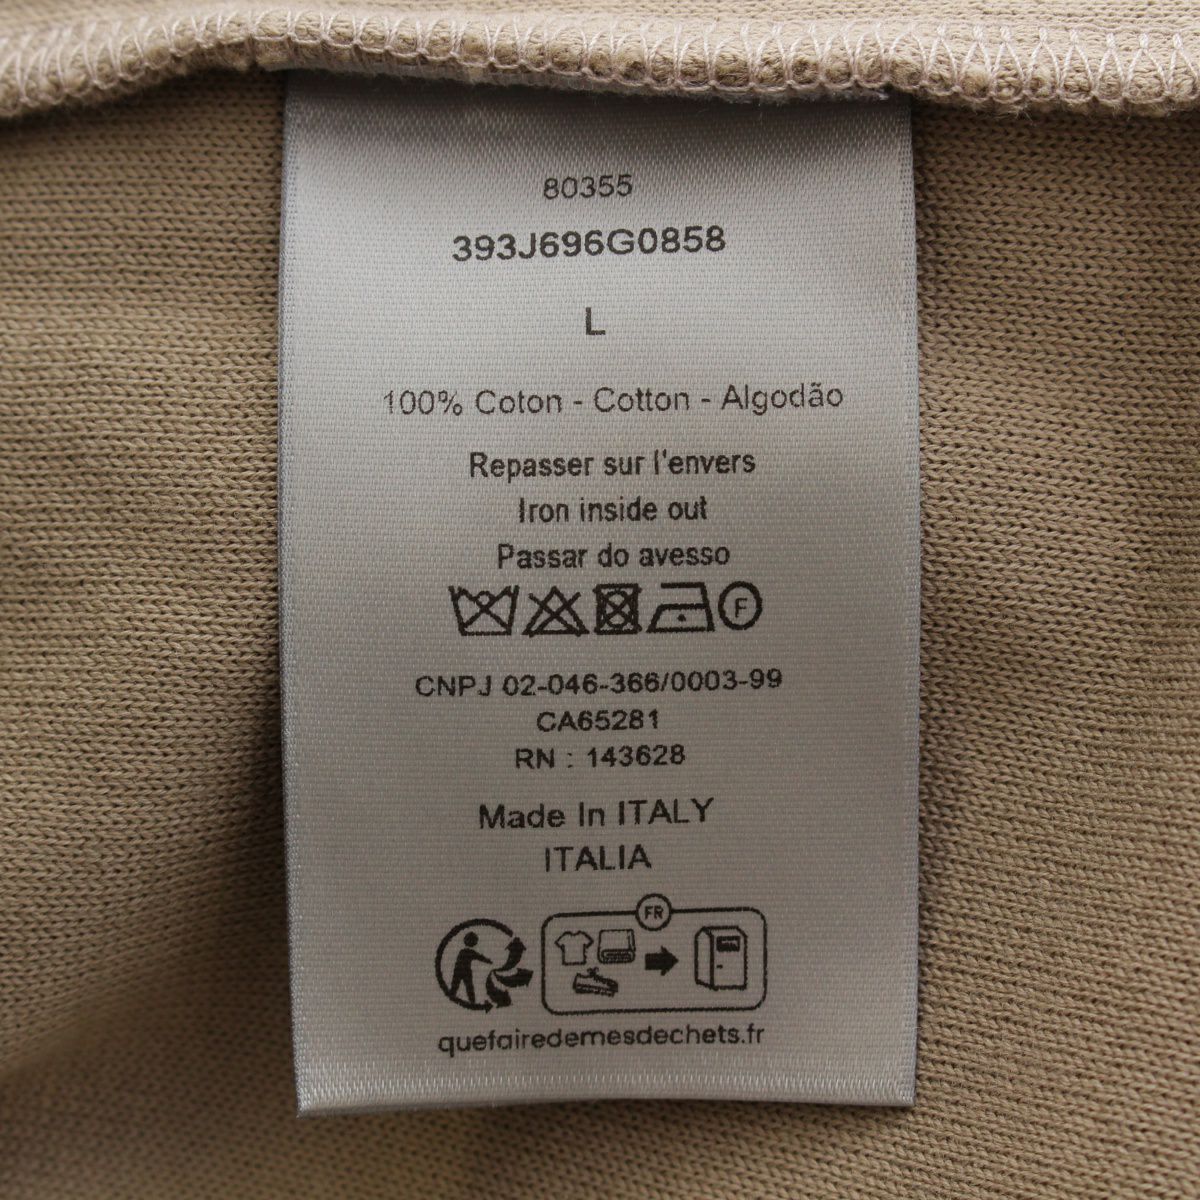 80355
393J696G0858
L
100% Coton - Cotton - Algodão
Repasser sur l'envers
Iron inside out
Passar do avesso
F
CNPJ 02-046-366/0003-99
CA65281
RN : 143628
Made In ITALY
ITALIA
FR
quefairedemesdechets.fr